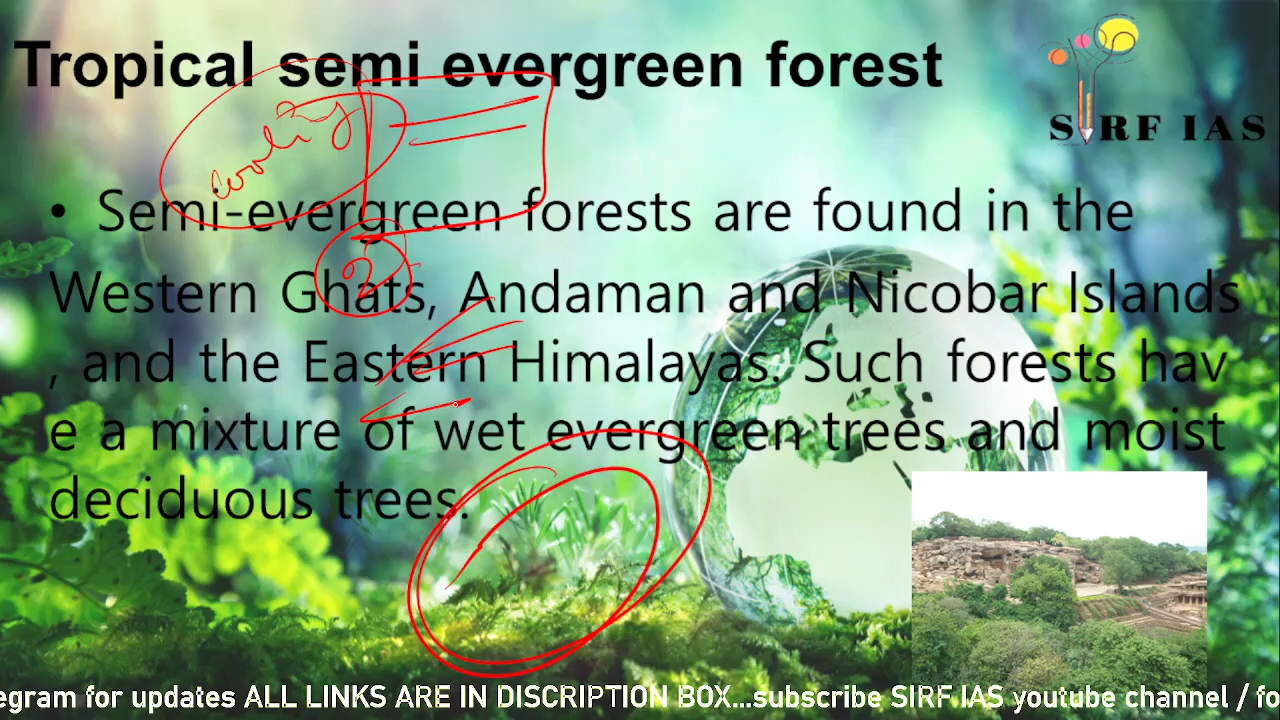 Tropical semi evergreen forest
SIRF IAS
• Semi-evergreen forests are found in the
Western Ghats, Andaman and Nicobar Islands
, and the Eastern Himalayas. Such forests hav
e a mixture of wet evergreen trees and moist
deciduous trees.
egram for updates ALL LINKS ARE IN DISCRIPTION BOX...subscribe SIRF IAS youtube channel / fo